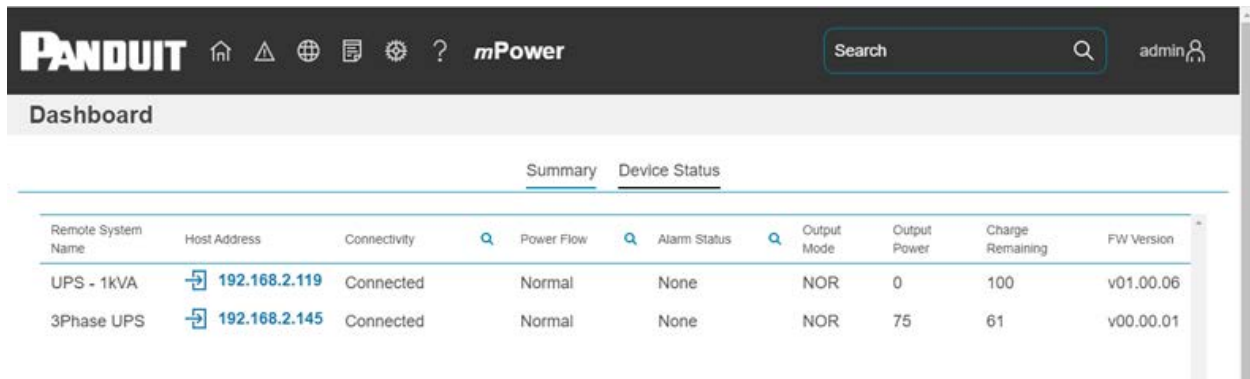 PANDUIT ? mPower Search admin
Dashboard
Summary Device Status
Remote System Name Host Address Connectivity Power Flow Alarm Status Output Mode Output Power Charge Remaining FW Version
UPS - 1kVA 192.168.2.119 Connected Normal None NOR 0 100 v01.00.06
3Phase UPS 192.168.2.145 Connected Normal None NOR 75 61 v00.00.01